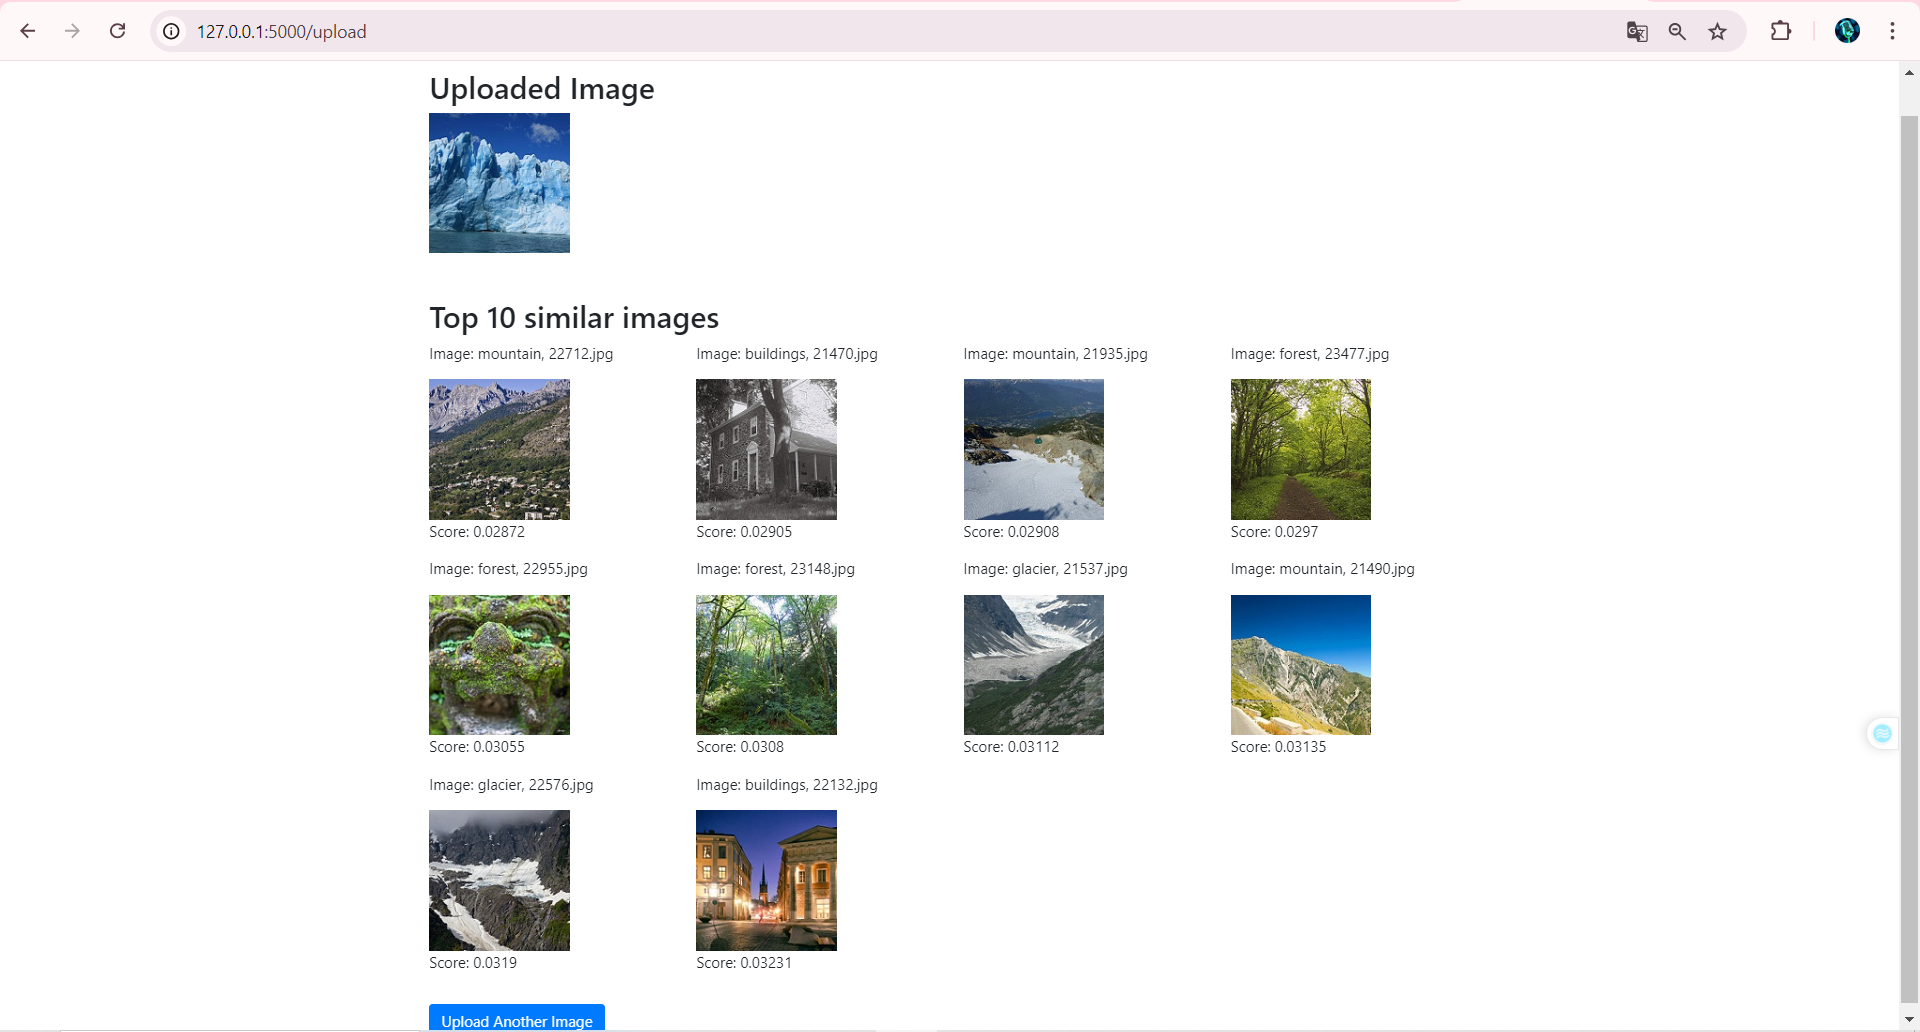 127.0.0.1:5000/upload
Uploaded Image
Top 10 similar images
Image: mountain, 22712.jpg
Image: buildings, 21470.jpg
Image: mountain, 21935.jpg
Image: forest, 23477.jpg
Score: 0.02872
Score: 0.02905
Score: 0.02908
Score: 0.0297
Image: forest, 22955.jpg
Image: forest, 23148.jpg
Image: glacier, 21537.jpg
Image: mountain, 21490.jpg
Score: 0.03055
Score: 0.0308
Score: 0.03112
Score: 0.03135
Image: glacier, 22576.jpg
Image: buildings, 22132.jpg
Score: 0.0319
Score: 0.03231
Upload Another Image